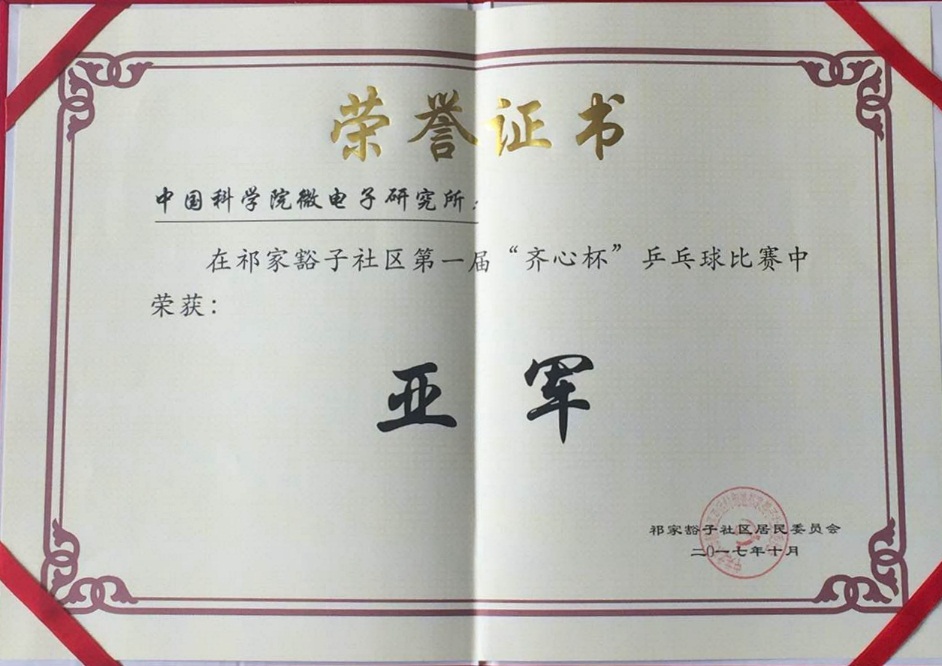 荣誉证书
中国科学院微电子研究所：
在祁家豁子社区第一届“齐心杯”乒乓球比赛中
荣获：
亚军
祁家豁子社区居民委员会
二〇一七年十月